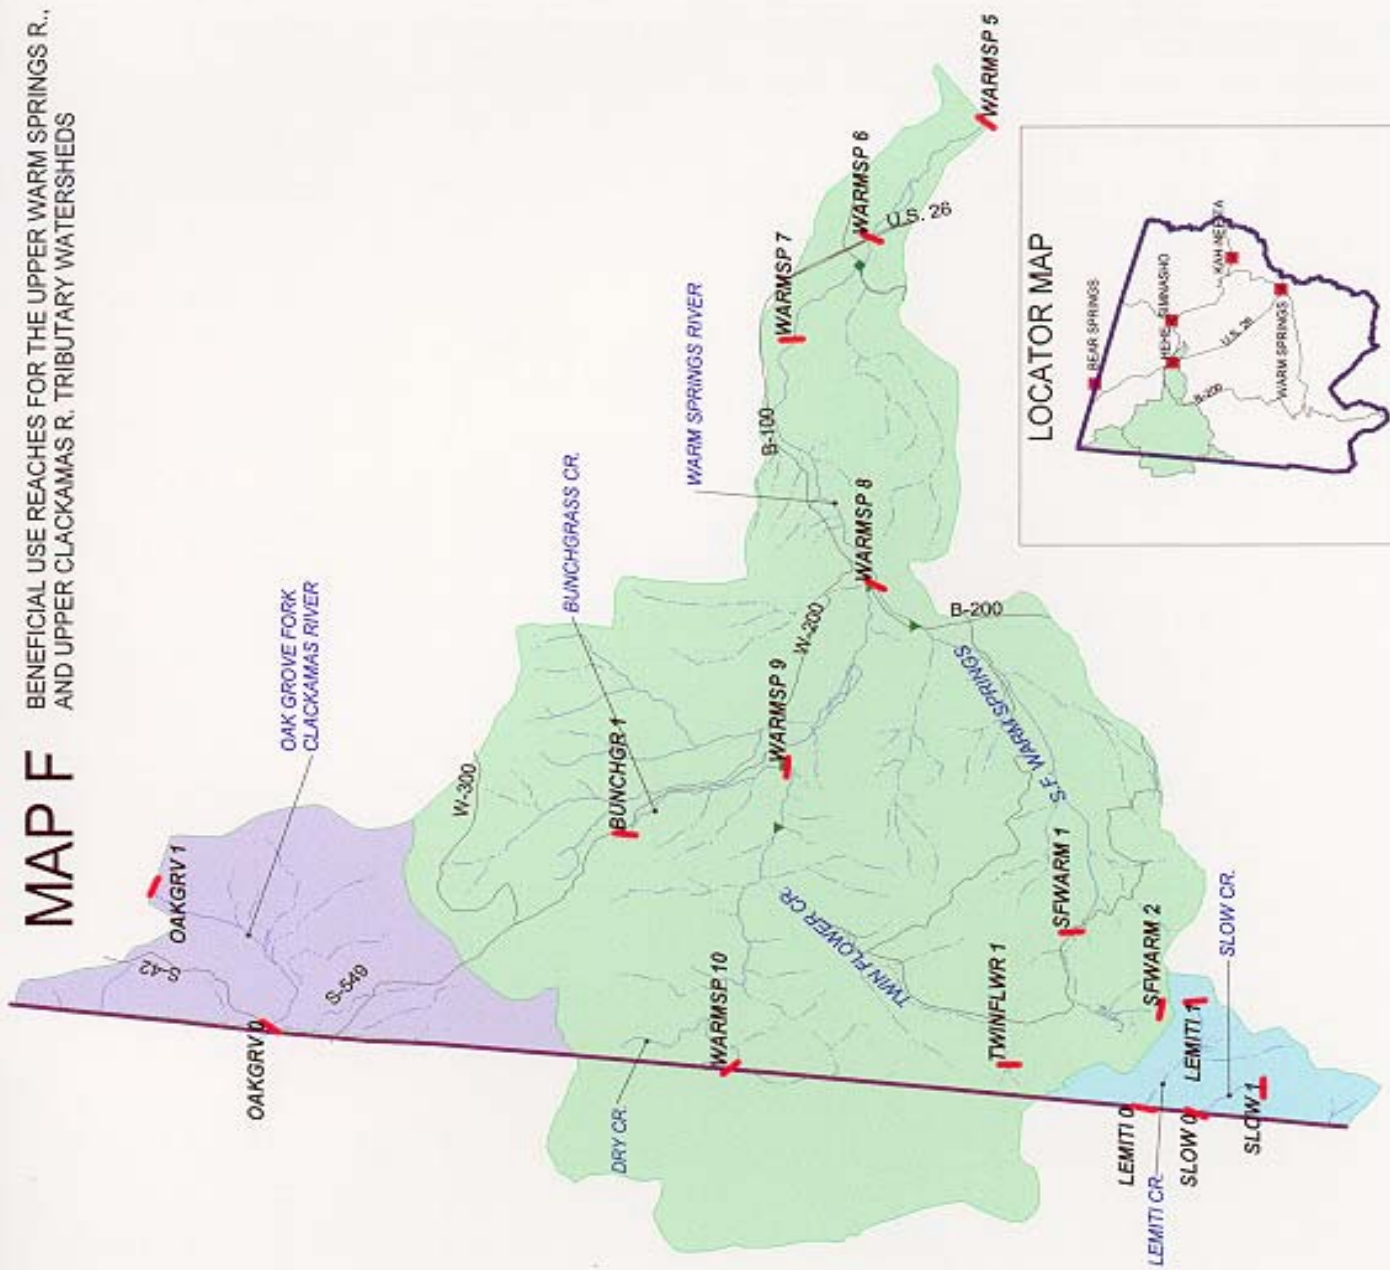 MAP F
BENEFICIAL USE REACHES FOR THE UPPER WARM SPRINGS R.,
AND UPPER CLACKAMAS R. TRIBUTARY WATERSHEDS
OAK GROVE FORK
CLACKAMAS RIVER
BUNCHGRASS CR.
WARM SPRINGS RIVER
WARMSP 5
WARMSP 6
U.S. 26
WARMSP 7
B-100
WARMSP 8
W-200
B-200
WARMSP 9
BUNCHGR 1
W-300
OAKGRV 1
S-42
S-549
OAKGRV 0
WARMSP 10
DRY CR.
TWIN FLOWER CR.
S.F. WARM SPRINGS
SFWARM 1
TWINFLWR 1
SFWARM 2
SLOW CR.
LEMITI 1
LEMITI 0
SLOW 0
SLOW 1
LEMITI CR.
LOCATOR MAP
BEAR SPRINGS
HEHE
SIMNASHO
KAH-NEE-TA
U.S. 26
B-200
WARM SPRINGS